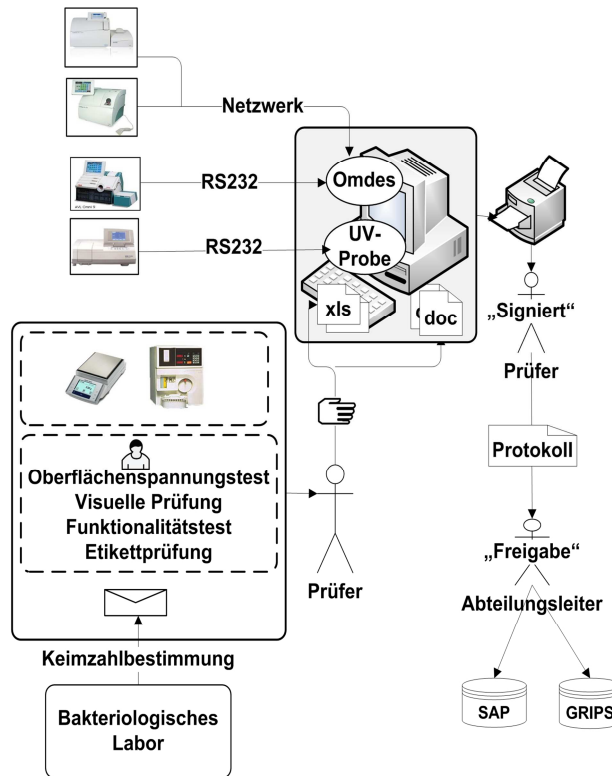 Netzwerk
RS232
RS232
Omdes
UV-
Probe
xls
doc
„Signiert“
Prüfer
Protokoll
„Freigabe“
Abteilungsleiter
SAP
GRIPS
Oberflächenspannungstest
Visuelle Prüfung
Funktionalitätstest
Etikettprüfung
Prüfer
Keimzahlbestimmung
Bakteriologisches
Labor